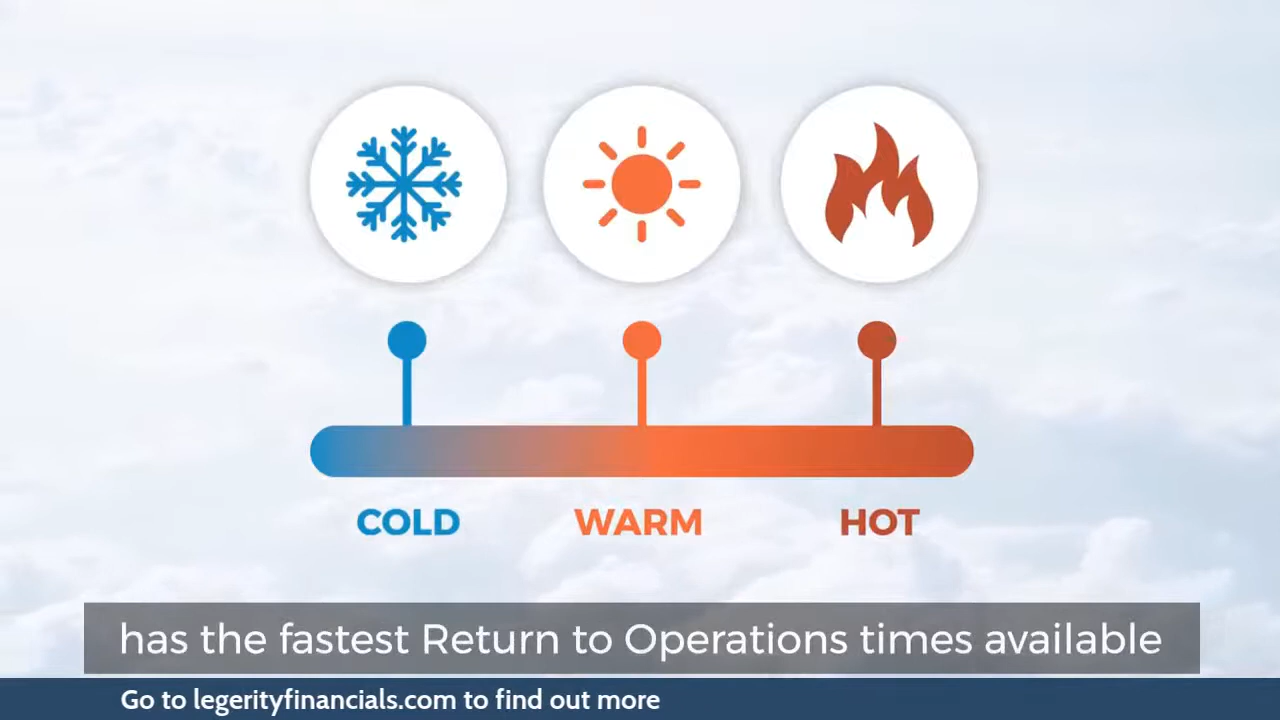 COLD WARM HOT
has the fastest Return to Operations times available
Go to legerityfinancials.com to find out more